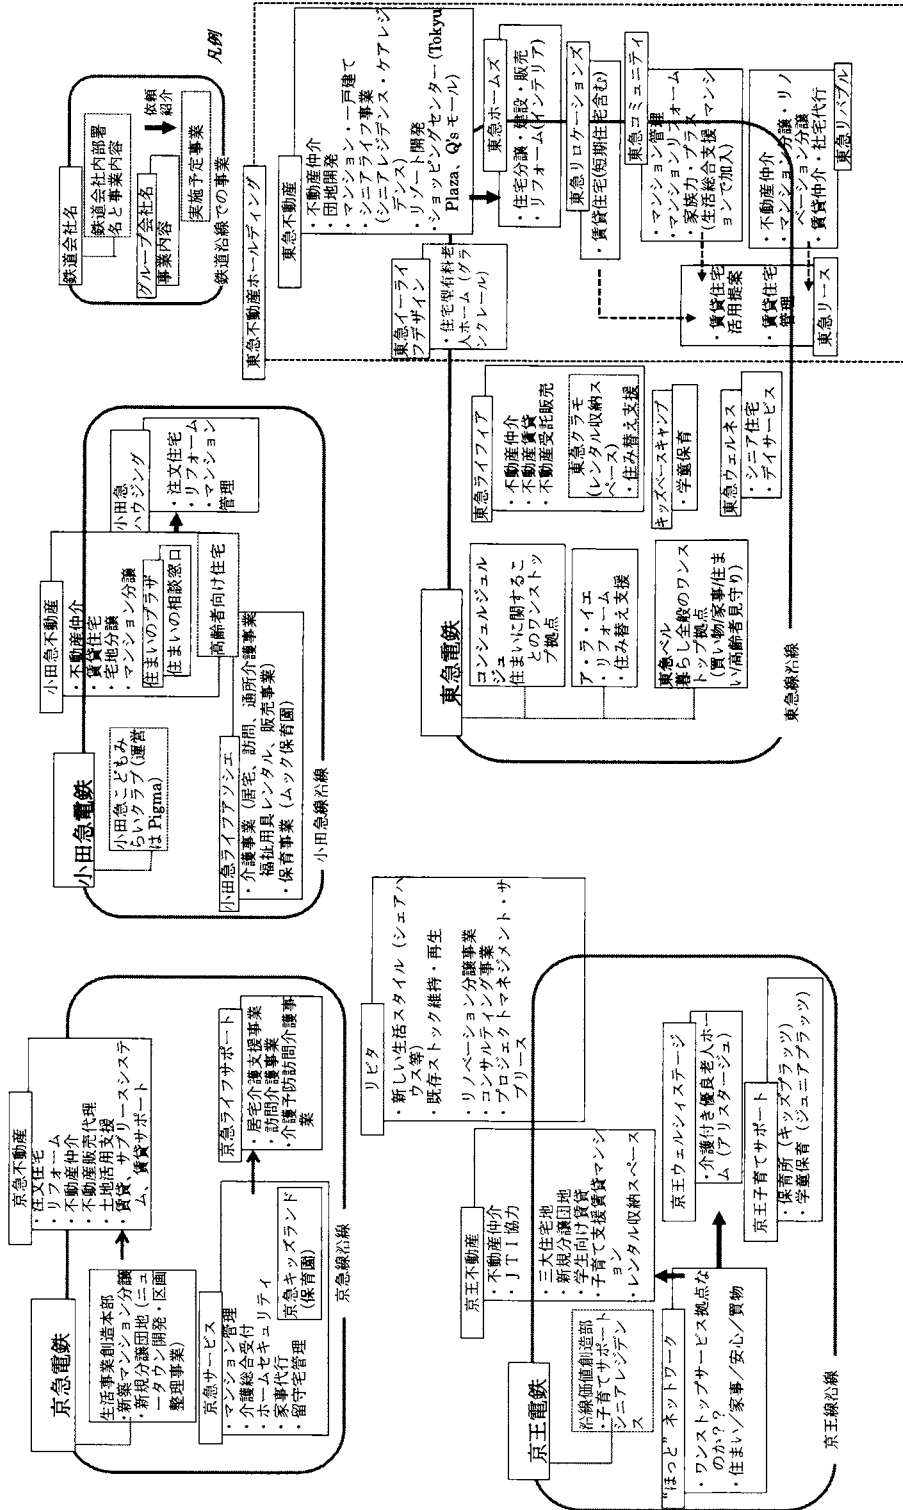 京急電鉄
生活事業創造本部
・新築マンション分譲
・新規分譲団地(ニュ
ータウン開発・区画
整理事業)
京急不動産
・注文住宅
・リフォーム
・不動産仲介
・不動産販売代理
・土地活用支援
・賃貸、サブリースシステ
ム、賃貸サポート
京急サービス
・マンション管理
・介護総合受付
・ホームセキュリティ
・家事代行
・留守宅管理
京急キッズランド
(保育園)
京急ライフサポート
・居宅介護支援事業
・訪問介護事業
・介護予防訪問介護事
業
京急線沿線
小田急電鉄
小田急こどもみ
らいクラブ(運営
はPigma)
小田急不動産
・不動産仲介
・賃貸住宅
・宅地分譲
・マンション分譲
住まいのプラザ
住まいの相談窓口
高齢者向け住宅
小田急
ハウジング
・注文住宅
・リフォーム
・マンション
管理
小田急ライフアソシエ
・介護事業(居宅、訪問、通所介護事業
福祉用具レンタル、販売事業)
・保育事業(ムック保育園)
小田急線沿線
鉄道会社名
鉄道会社内部署
名と事業内容
グループ会社名
事業内容
依頼
紹介
実施予定事業
鉄道沿線での事業
凡例
京王電鉄
沿線価値創造部
・子育てサポート
・シニアレジデン
ス
京王不動産
・不動産仲介
・JTI協力
・三大住宅地
・新規分譲団地
・学生向け賃貸
・子育て支援賃貸マンシ
ョン
・レンタル収納スペース
リビタ
・新しい生活スタイル(シェアハ
ウス等)
・既存ストック維持・再生
・リノベーション分譲事業
・コンサルティング事業
・プロジェクトマネジメント・サ
ブリース
“ほっと”ネットワーク
・ワンストップサービス拠点な
のか??
・住まい/家事/安心/買物
京王ウェルシィステージ
・介護付き優良老人ホー
ム(アリスタージュ)
京王子育てサポート
・保育所(キッズプラッツ)
・学童保育(ジュニアプラッツ)
京王線沿線
東急電鉄
コンシェルジュルジ
ュ
住まいに関するこ
とのワンストッ
プ拠点
ア・ラ・イエ
・リフォーム
・住み替え支援
東急ベル
暮らし全般のワンス
トップ拠点
(買い物/家事/住ま
い/高齢者見守り)
東急ライフィア
・不動産仲介
・不動産賃貸
・不動産受託販売
東急クラモ
(レンタル収納ス
ペース)
・住み替え支援
キッズベースキャンプ
・学童保育
東急ウェルネス
・シニア住宅
・デイサービス
東急線沿線
東急不動産ホールディング
東急不動産
・不動産仲介
・団地開発
・マンション・一戸建て
・シニアライフ事業
(シニアレジデンス・ケアレジ
デンス)
・リゾート開発
・ショッピングセンター(Tokyu
Plaza、Q'sモール)
東急イーライ
フデザイン
・住宅型有料老
人ホーム(グラ
ンクレール)
東急ホームズ
・住宅分譲・建設・販売
・リフォーム(インテリア)
東急リロケーションズ
・賃貸住宅(短期住宅含む)
東急コミュニティ
・マンション管理
・マンションリフォーム
・家族力・プラス
(生活総合支援・マンシ
ョンで加入)
・不動産仲介
・マンション分譲・リノ
ベーション分譲
・賃貸仲介・社宅代行
東急リバブル
・賃貸住宅
活用提案
・賃貸住宅
管理
東急リース